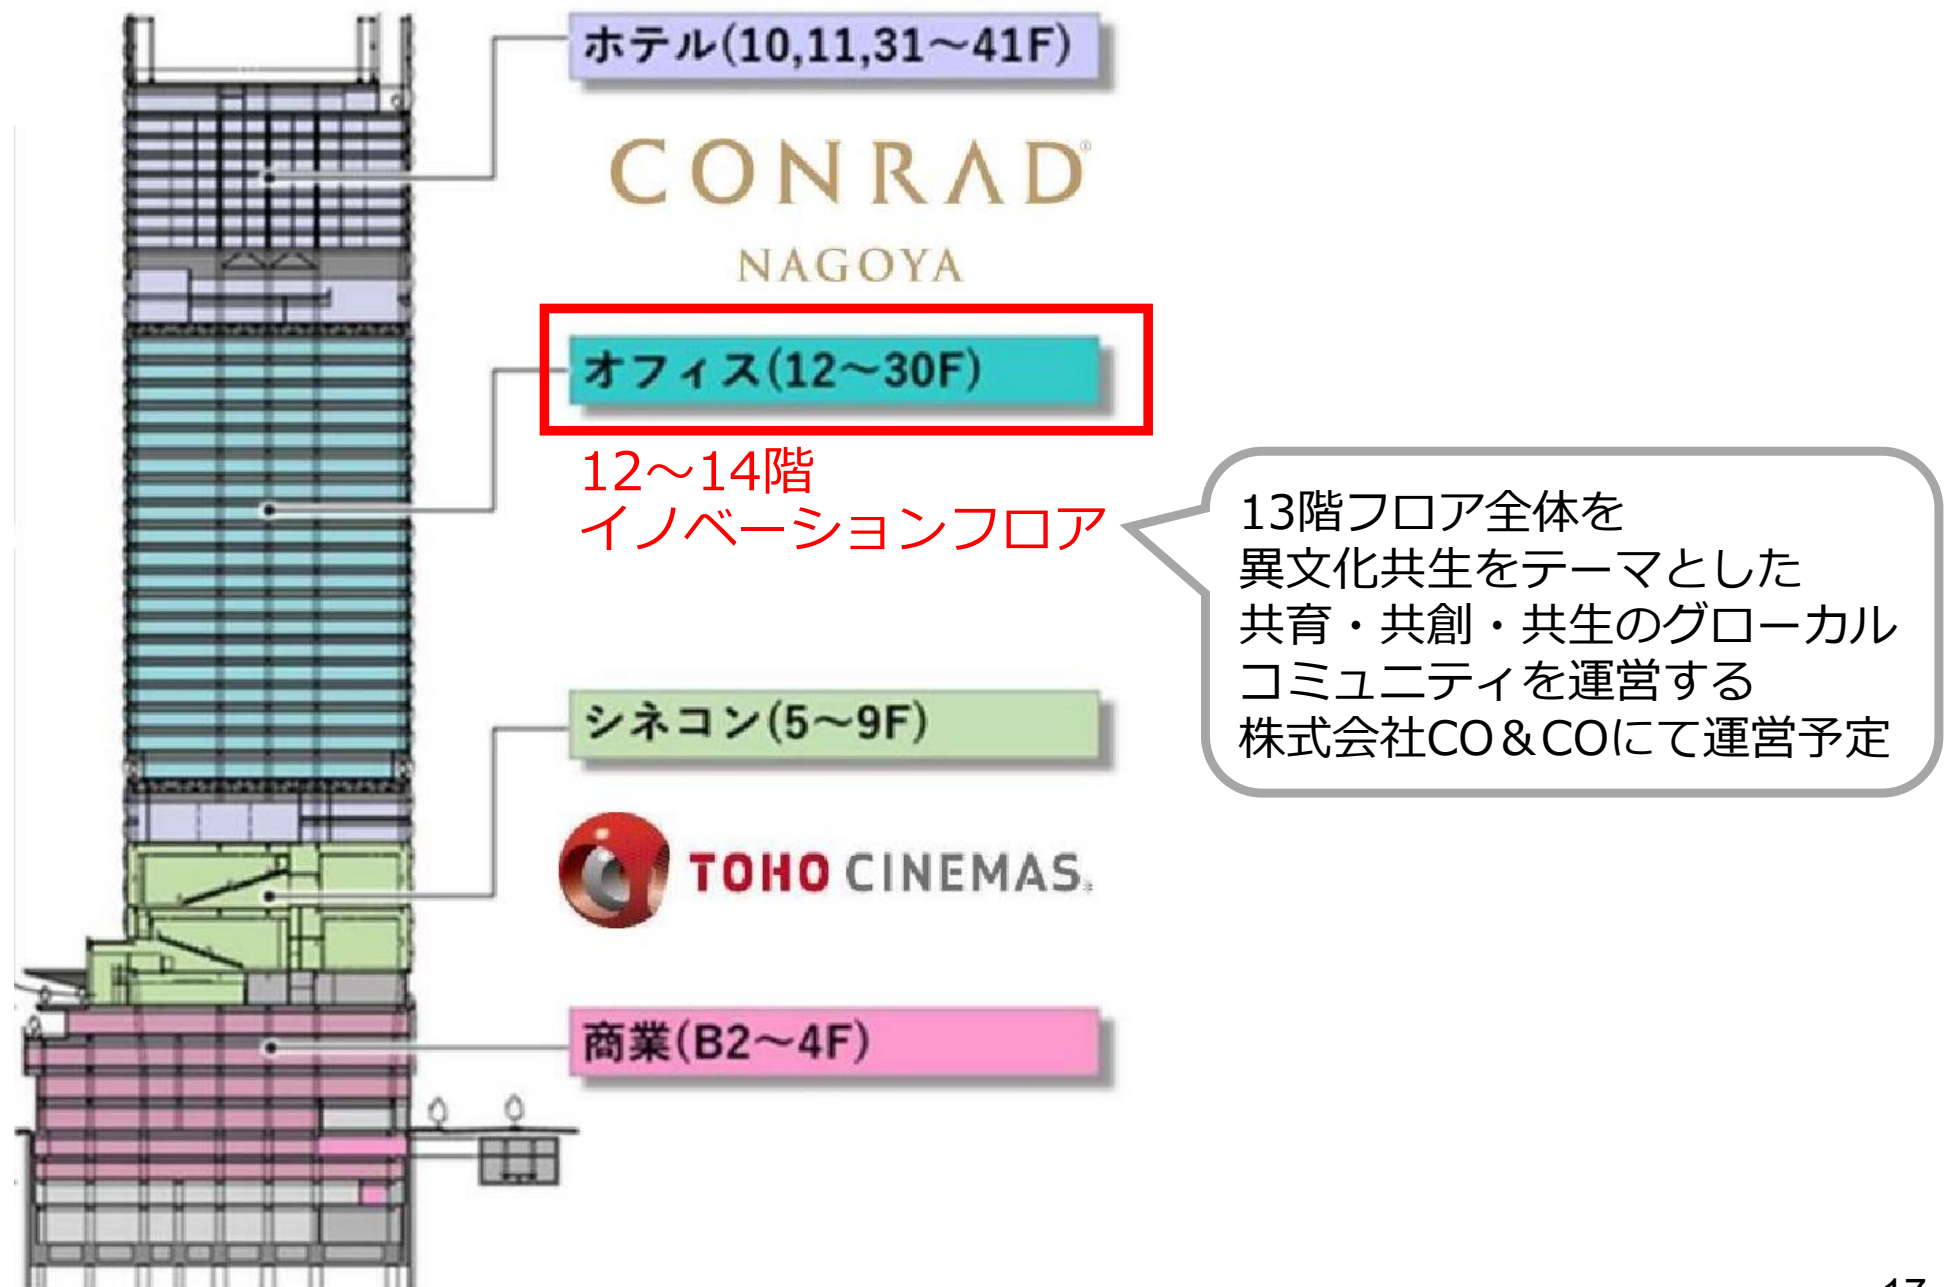 ホテル(10,11,31～41F)
CONRAD®
NAGOYA
オフィス(12～30F)
12～14階
イノベーションフロア
13階フロア全体を
異文化共生をテーマとした
共育・共創・共生のグローカル
コミュニティを運営する
株式会社CO＆COにて運営予定
シネコン(5～9F)
TOHO CINEMAS
商業(B2～4F)